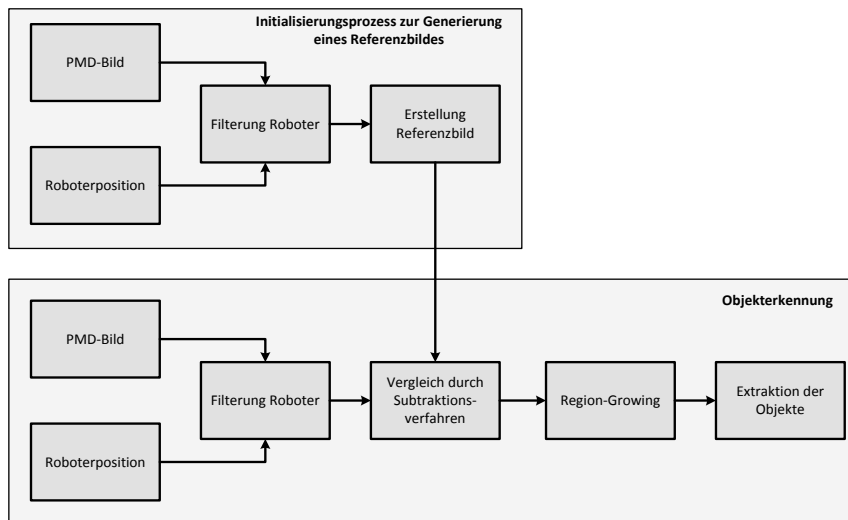 Initialisierungsprozess zur Generierung
eines Referenzbildes
PMD-Bild
Filterung Roboter
Erstellung
Referenzbild
Roboterposition
Objekterkennung
PMD-Bild
Filterung Roboter
Vergleich durch
Subtraktions-
verfahren
Region-Growing
Extraktion der
Objekte
Roboterposition